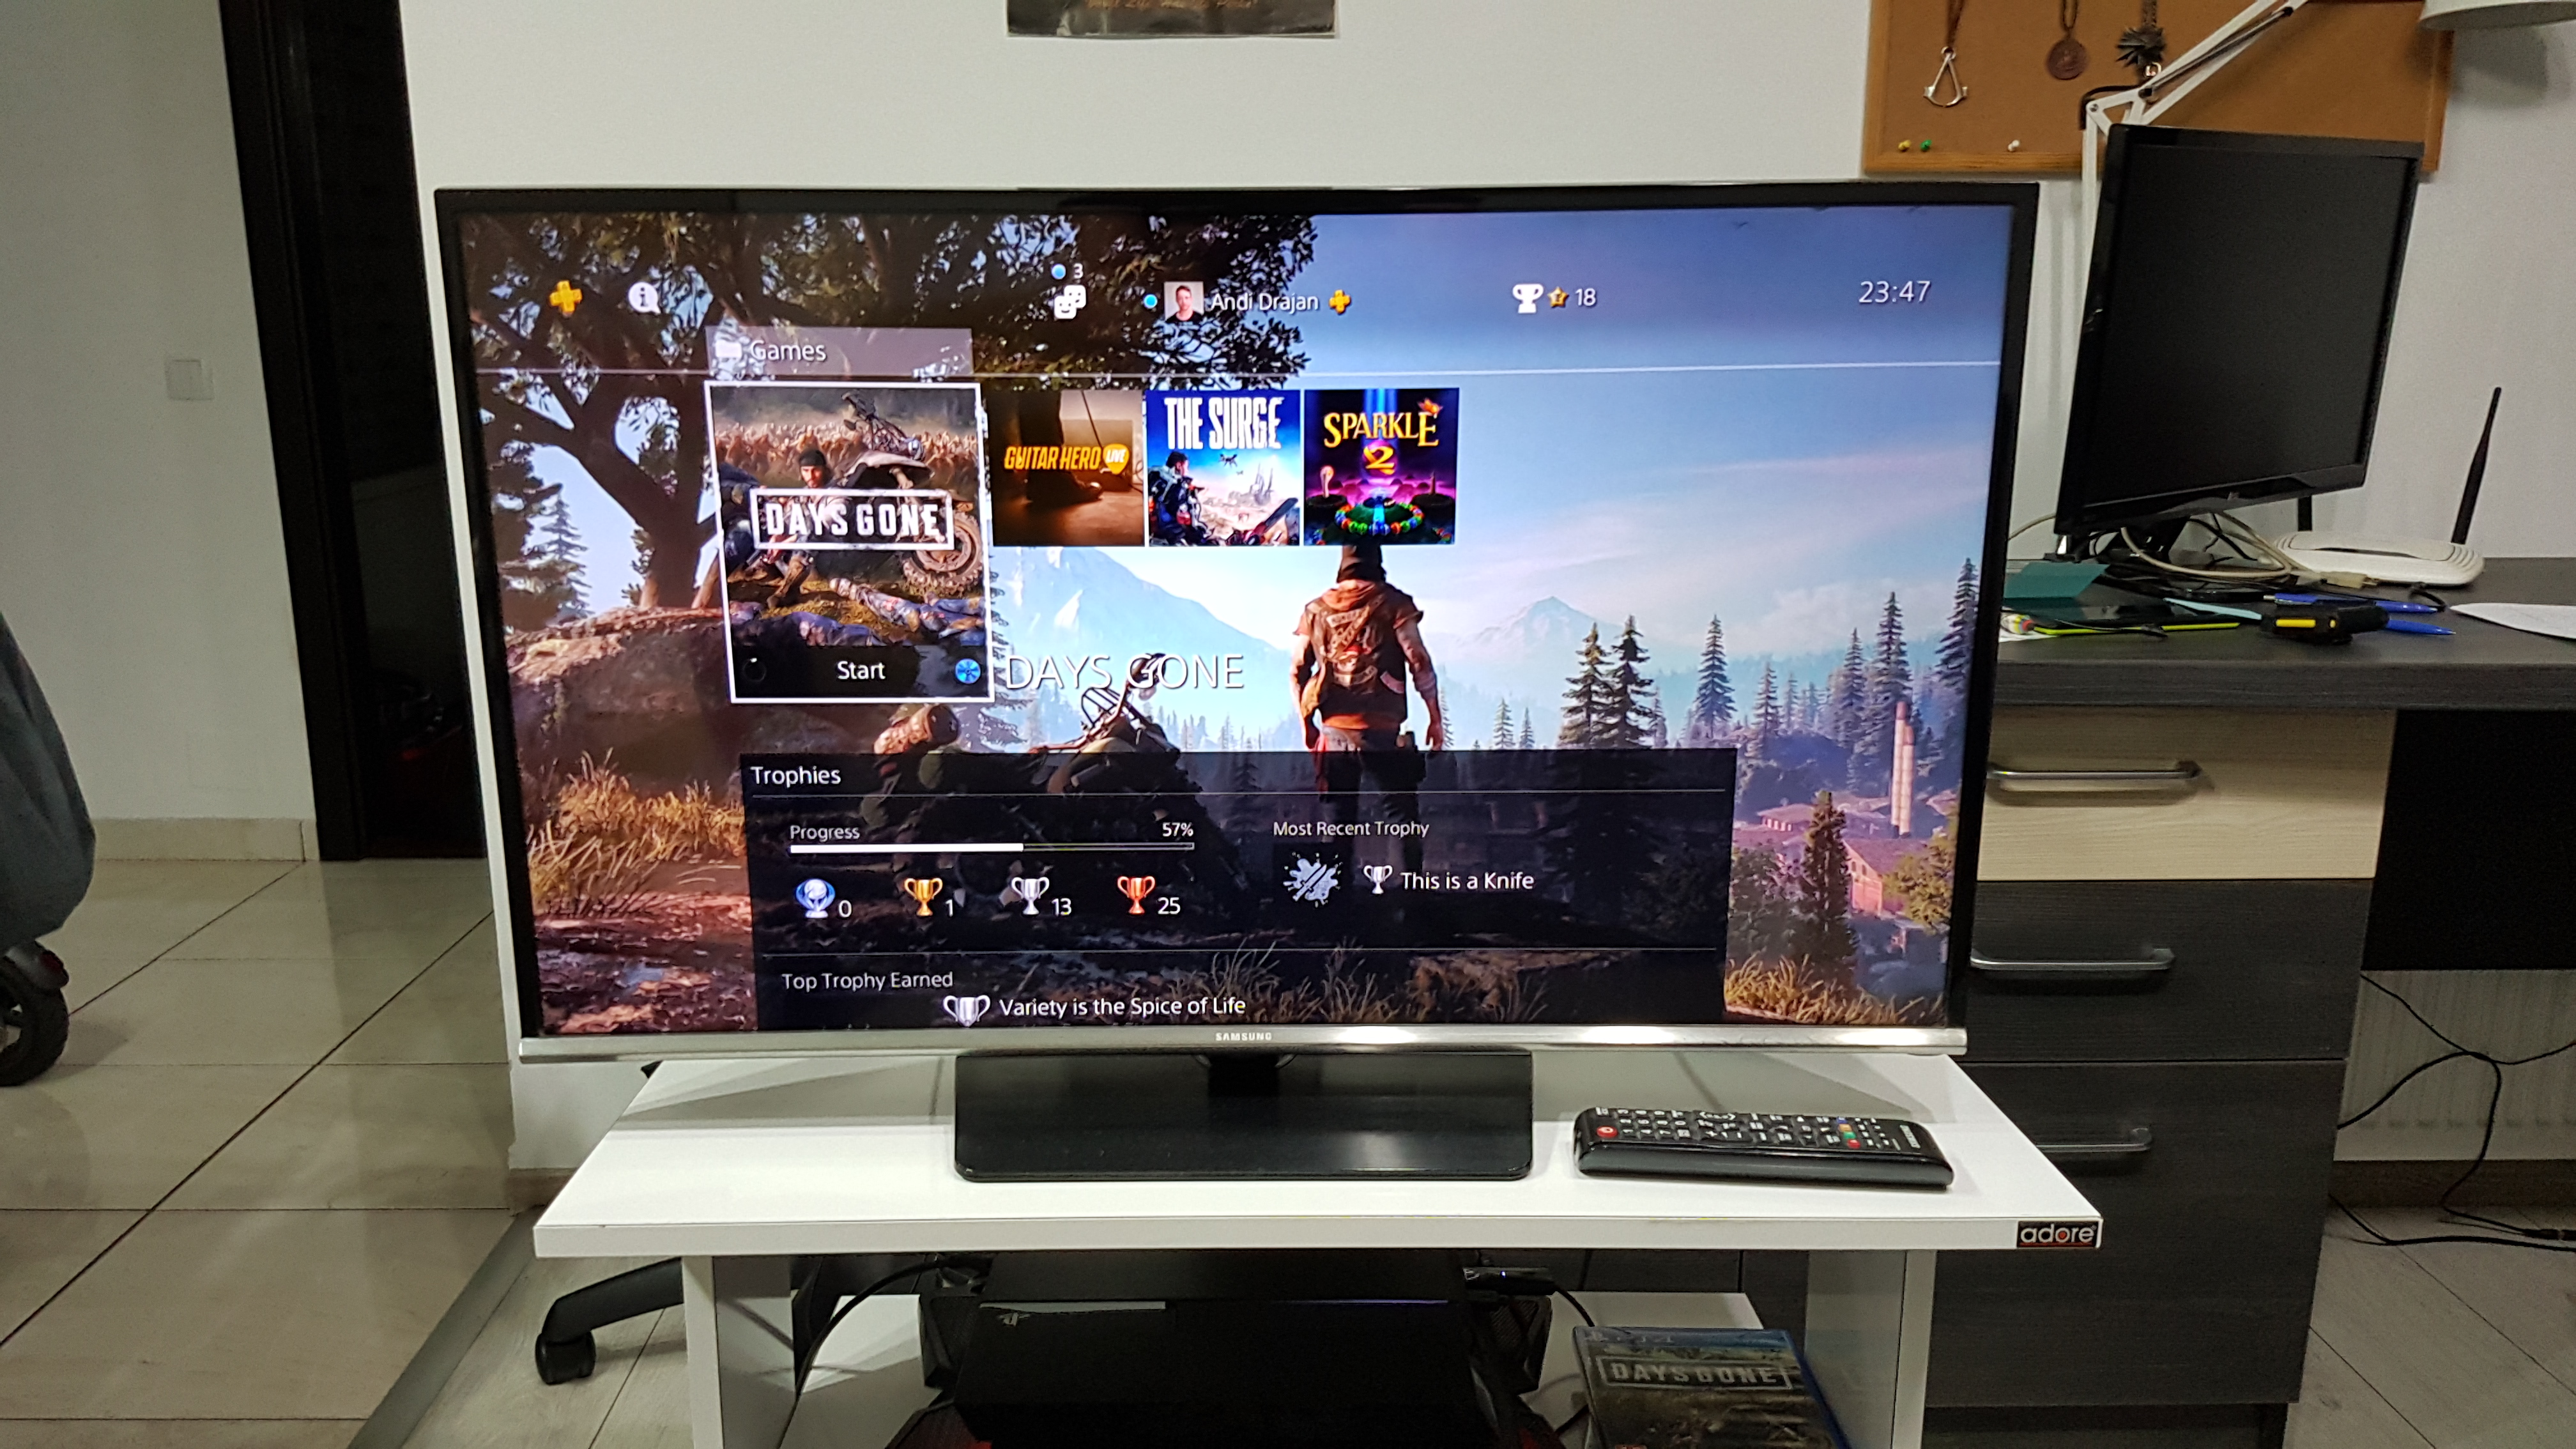 3
Andi Drajan
18
23:47
Games
DAYS GONE
GUITAR HERO LIVE
THE SURGE
SPARKLE
2
Start
DAYS GONE
Trophies
Progress
57%
Most Recent Trophy
0
1
13
25
This is a Knife
Top Trophy Earned
Variety is the Spice of Life
SAMSUNG
adore
DAYS GONE